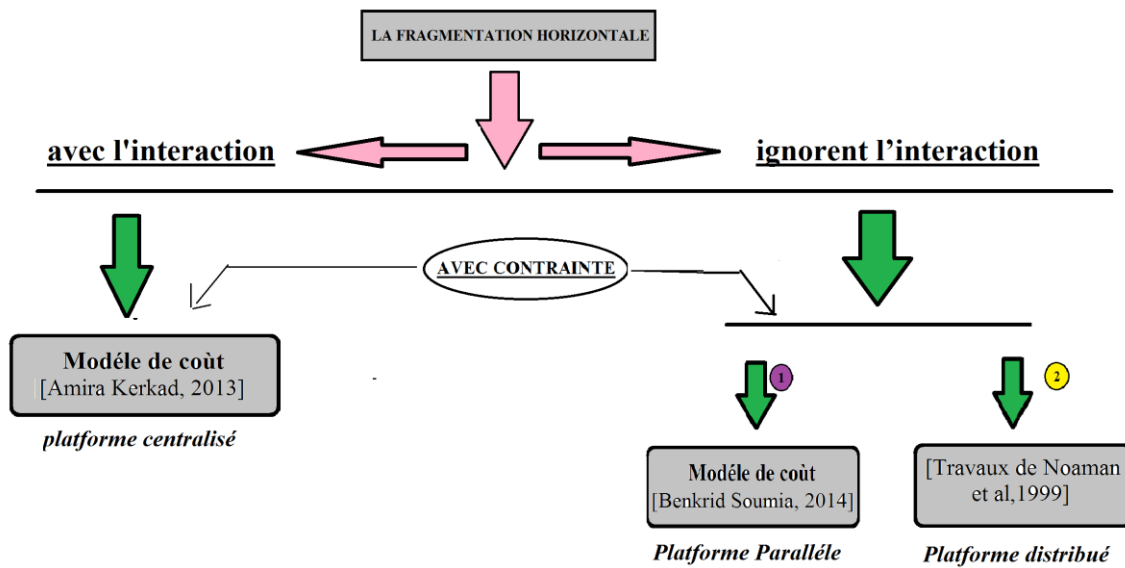 LA FRAGMENTATION HORIZONTALE
avec l'interaction
ignorent l’interaction
AVEC CONTRAINTE
Modéle de coùt
[Amira Kerkad, 2013]
platforme centralisé
1
2
Modéle de coùt
[Benkrid Soumia, 2014]
Platforme Paralléle
[Travaux de Noaman
et al,1999]
Platforme distribué